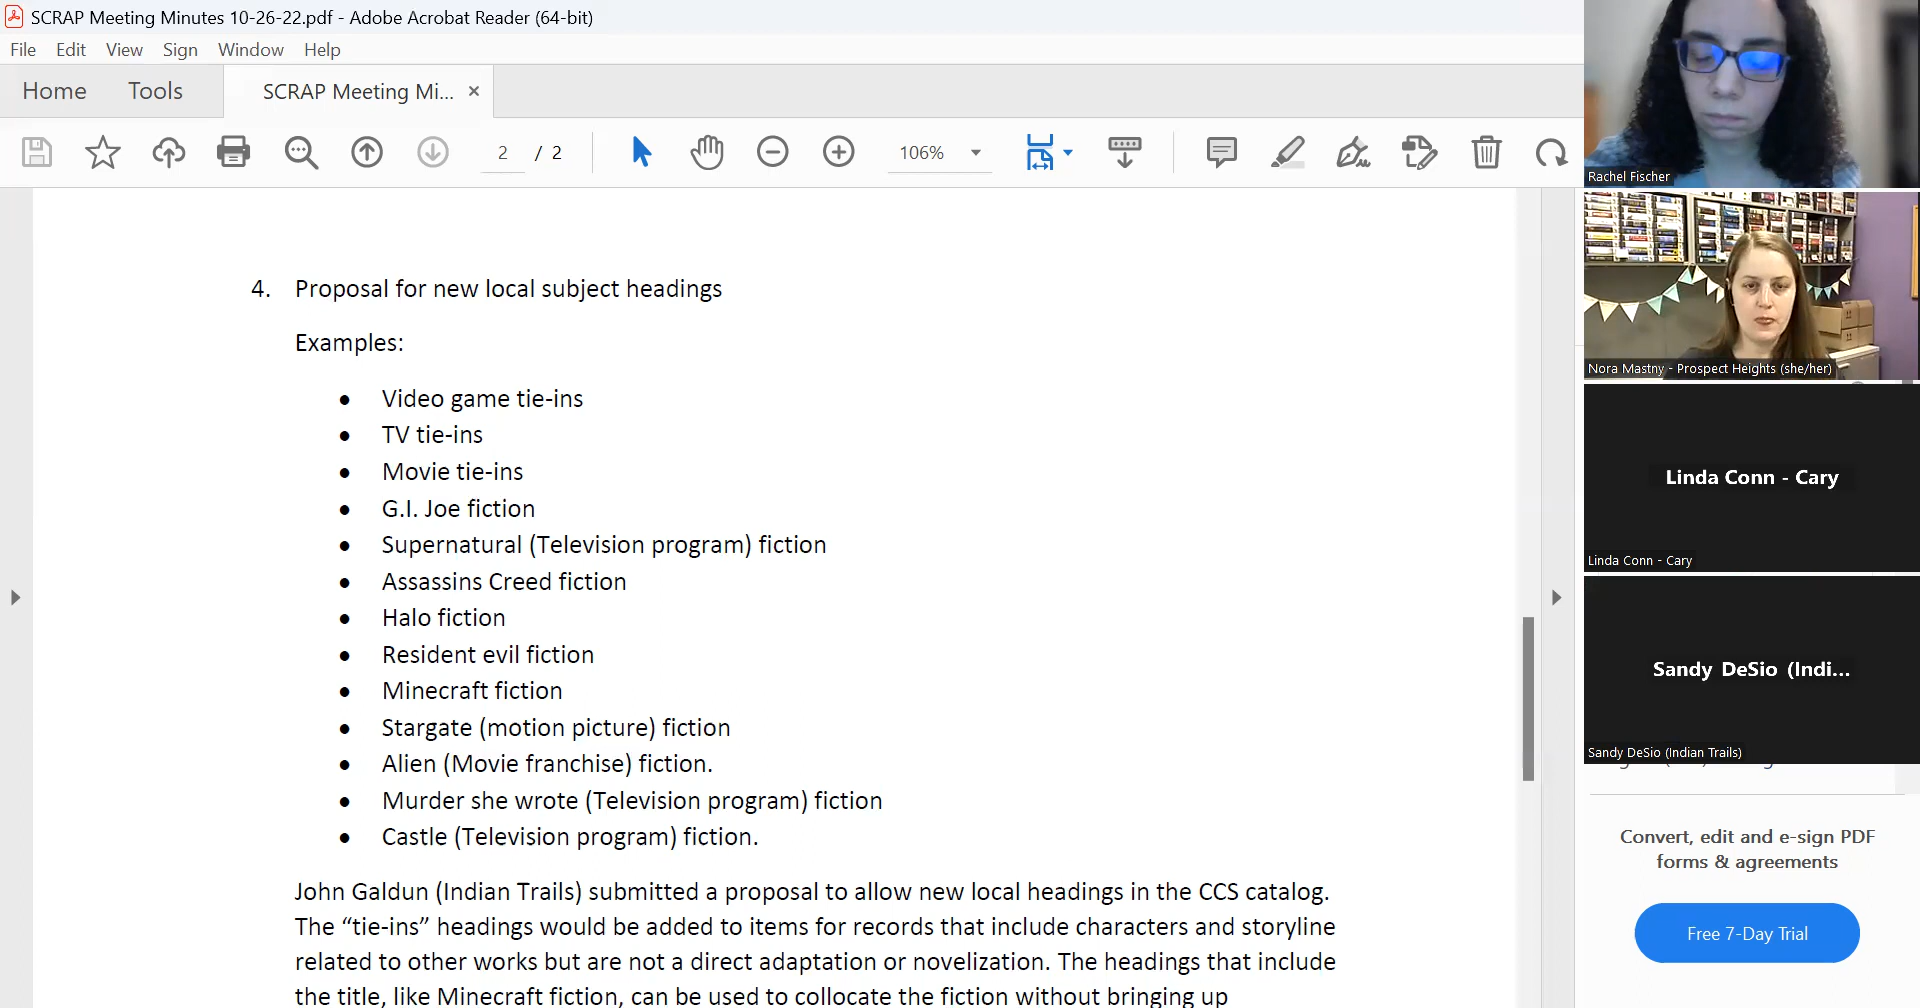 SCRAP Meeting Minutes 10-26-22.pdf - Adobe Acrobat Reader (64-bit)
File Edit View Sign Window Help
Home Tools SCRAP Meeting Mi... ×
2 / 2 106%
4. Proposal for new local subject headings
Examples:
• Video game tie-ins
• TV tie-ins
• Movie tie-ins
• G.I. Joe fiction
• Supernatural (Television program) fiction
• Assassins Creed fiction
• Halo fiction
• Resident evil fiction
• Minecraft fiction
• Stargate (motion picture) fiction
• Alien (Movie franchise) fiction.
• Murder she wrote (Television program) fiction
• Castle (Television program) fiction.
John Galdun (Indian Trails) submitted a proposal to allow new local headings in the CCS catalog.
The “tie-ins” headings would be added to items for records that include characters and storyline
related to other works but are not a direct adaptation or novelization. The headings that include
the title, like Minecraft fiction, can be used to collocate the fiction without bringing up
Rachel Fischer
Nora Mastny - Prospect Heights (she/her)
Linda Conn - Cary
Linda Conn - Cary
Sandy DeSio (Indi...
Sandy DeSio (Indian Trails)
Convert, edit and e-sign PDF
forms & agreements
Free 7-Day Trial